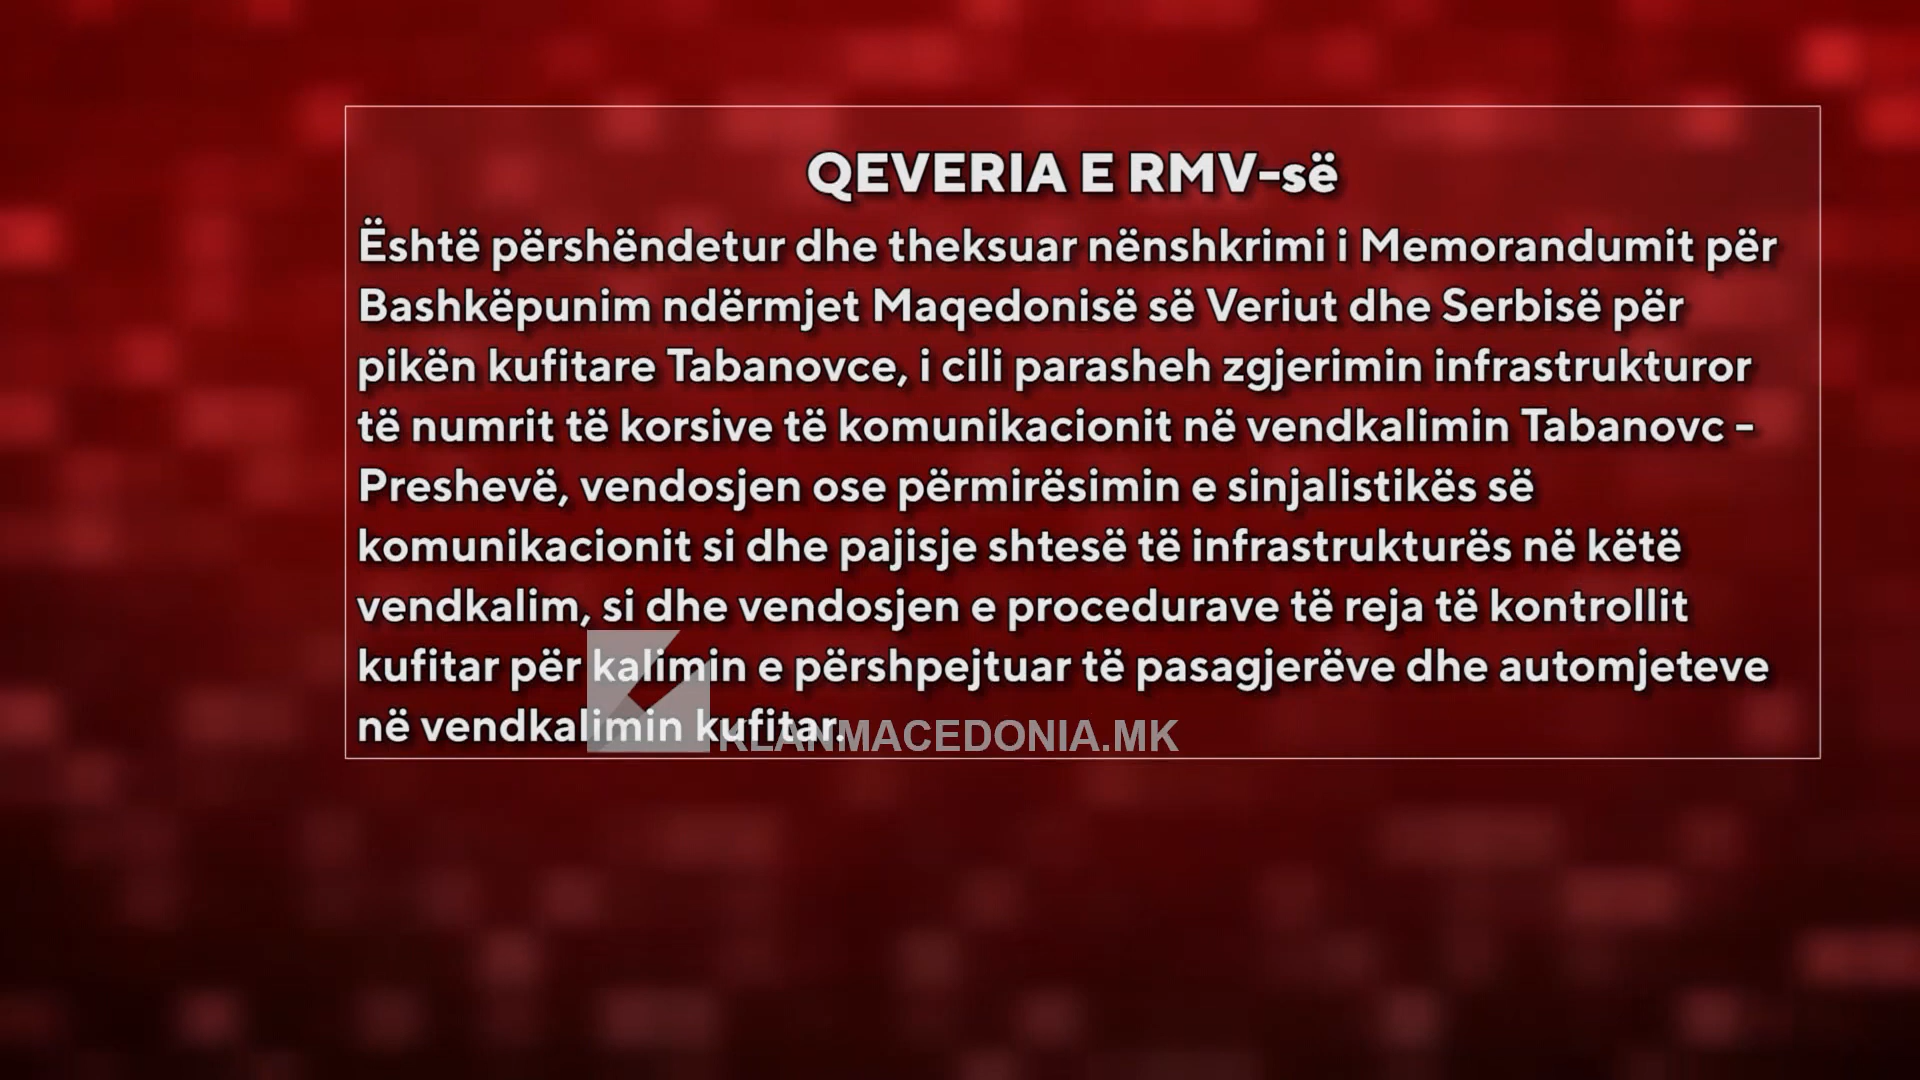 QEVERIA E RMV-së
Është përshëndetur dhe theksuar nënshkrimi i Memorandumit për
Bashkëpunim ndërmjet Maqedonisë së Veriut dhe Serbisë për
pikën kufitare Tabanovce, i cili parasheh zgjerimin infrastrukturor
të numrit të korsive të komunikacionit në vendkalimin Tabanovc -
Preshevë, vendosjen ose përmirësimin e sinjalistikës së
komunikacionit si dhe pajisje shtesë të infrastrukturës në këtë
vendkalim, si dhe vendosjen e procedurave të reja të kontrollit
kufitar për kalimin e përshpejtuar të pasagjerëve dhe automjeteve
në vendkalimin kufitar.
KLANMACEDONIA.MK